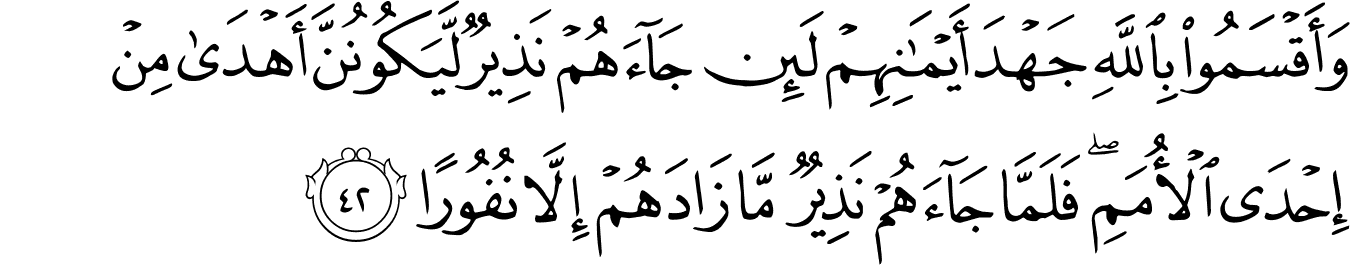 وَأَقْسَمُوا۟ بِٱللَّهِ جَهْدَ أَيْمَـٰنِهِمْ لَئِن جَآءَهُمْ نَذِيرٌ لَّيَكُونُنَّ أَهْدَىٰ مِنْ
إِحْدَى ٱلْأُمَمِ ۖ فَلَمَّا جَآءَهُمْ نَذِيرٌ مَّا زَادَهُمْ إِلَّا نُفُورًا ٤٢